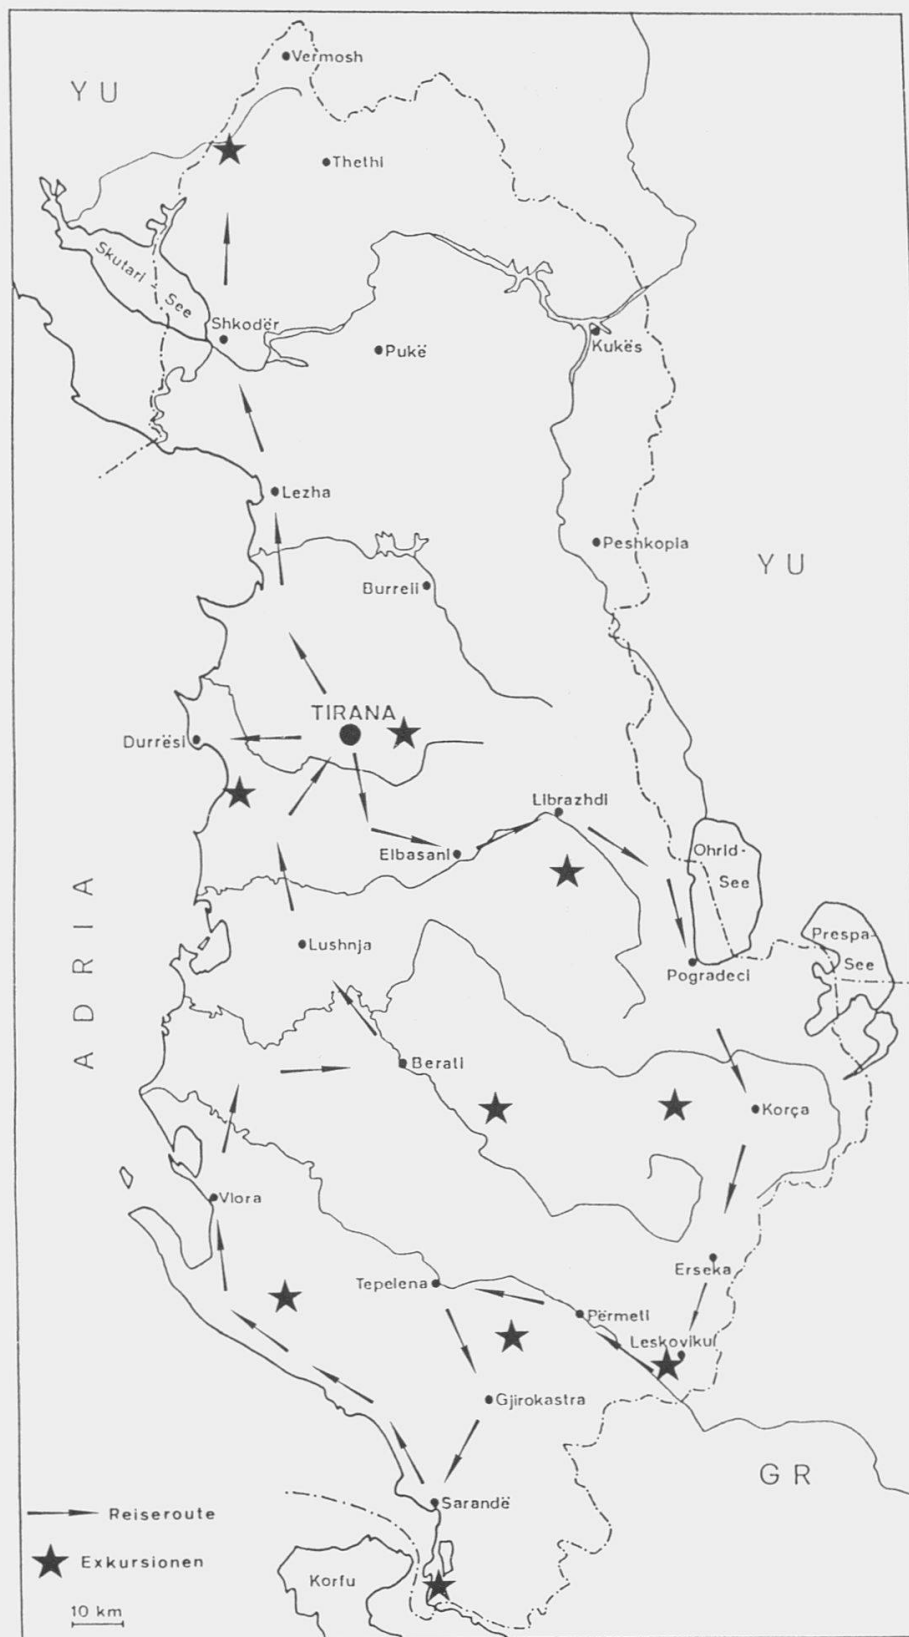 Vermosh
YU
Thethi
Skutari - See
Shkodër
Pukë
Kukës
Lezha
Peshkopia
YU
Burreli
TIRANA
Durrësi
Librazhdi
Elbasani
Ohrid-
See
ADRIA
Lushnja
Prespa-
See
Pogradeci
Berati
Korça
Vlora
Erseka
Tepelena
Përmeti
Leskoviku
Gjirokastra
GR
Sarandë
Reiseroute
Exkursionen
Korfu
10 km